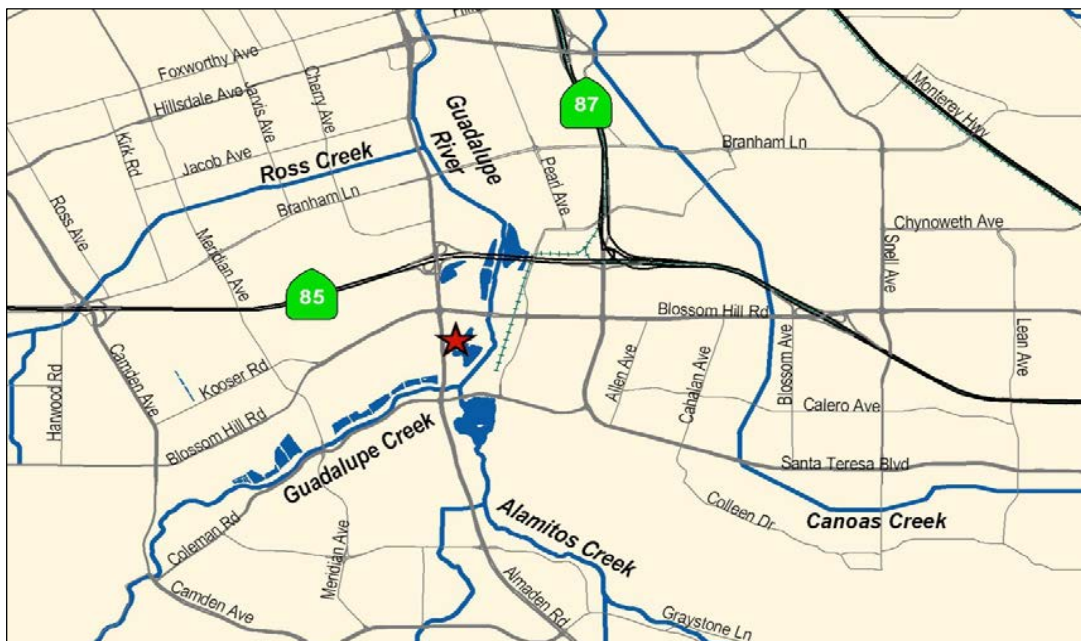 Foxworthy Ave
Hillsdale Ave
Jarvis Ave
Cherry Ave
Kirk Rd
Jacob Ave
Ross Creek
Guadalupe
River
87
Monterey Hwy
Branham Ln
Pearl Ave
Branham Ln
Ross Ave
Meridian Ave
Chynoweth Ave
Snell Ave
85
Blossom Hill Rd
Lean Ave
Camden Ave
Kooser Rd
Harwood Rd
Blossom Hill Rd
Allen Ave
Cahalan Ave
Blossom Ave
Calero Ave
Guadalupe Creek
Santa Teresa Blvd
Colleen Dr
Canoas Creek
Coleman Rd
Meridian Ave
Alamitos Creek
Almaden Rd
Camden Ave
Graystone Ln